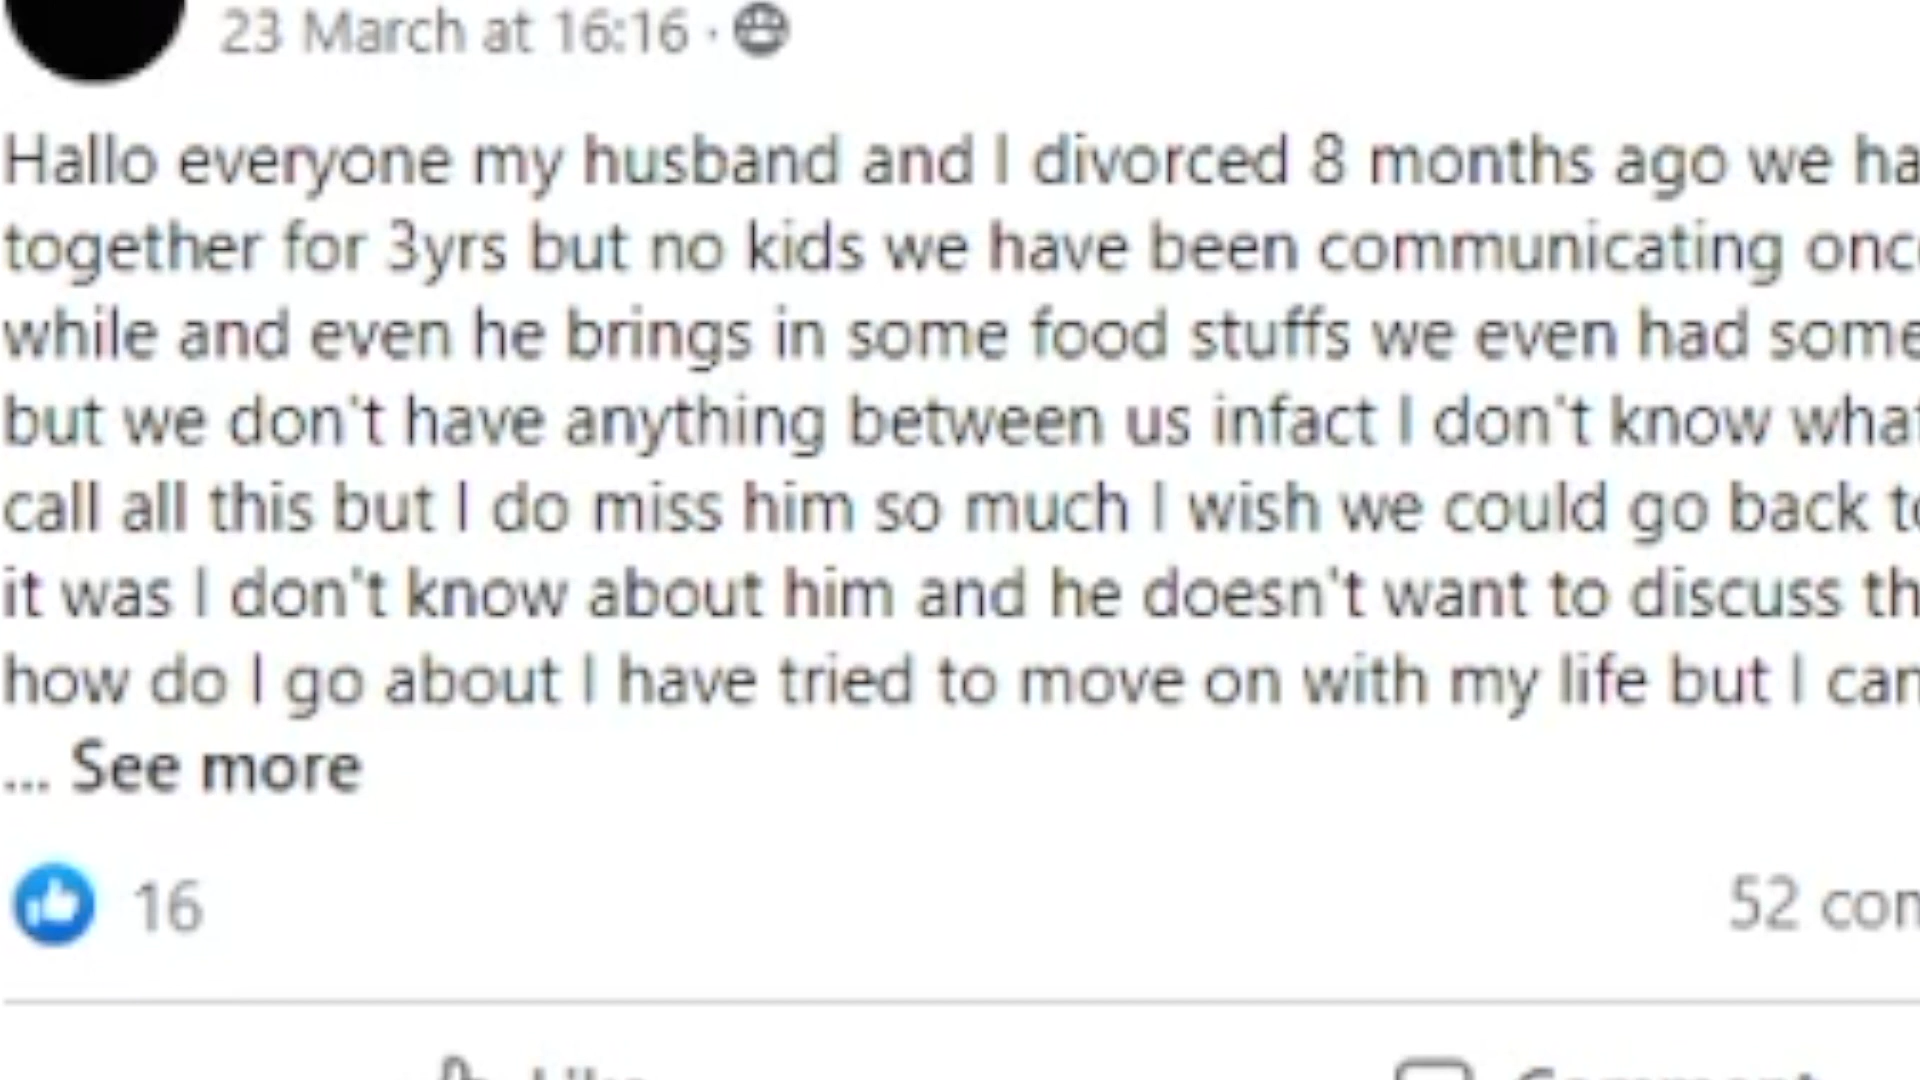 23 March at 16:16 ·
Hallo everyone my husband and I divorced 8 months ago we ha
together for 3yrs but no kids we have been communicating onc
while and even he brings in some food stuffs we even had some
but we don't have anything between us infact I don't know what
call all this but I do miss him so much I wish we could go back to
it was I don't know about him and he doesn't want to discuss th
how do I go about I have tried to move on with my life but I can
... See more
16
52 com
Like
Comment